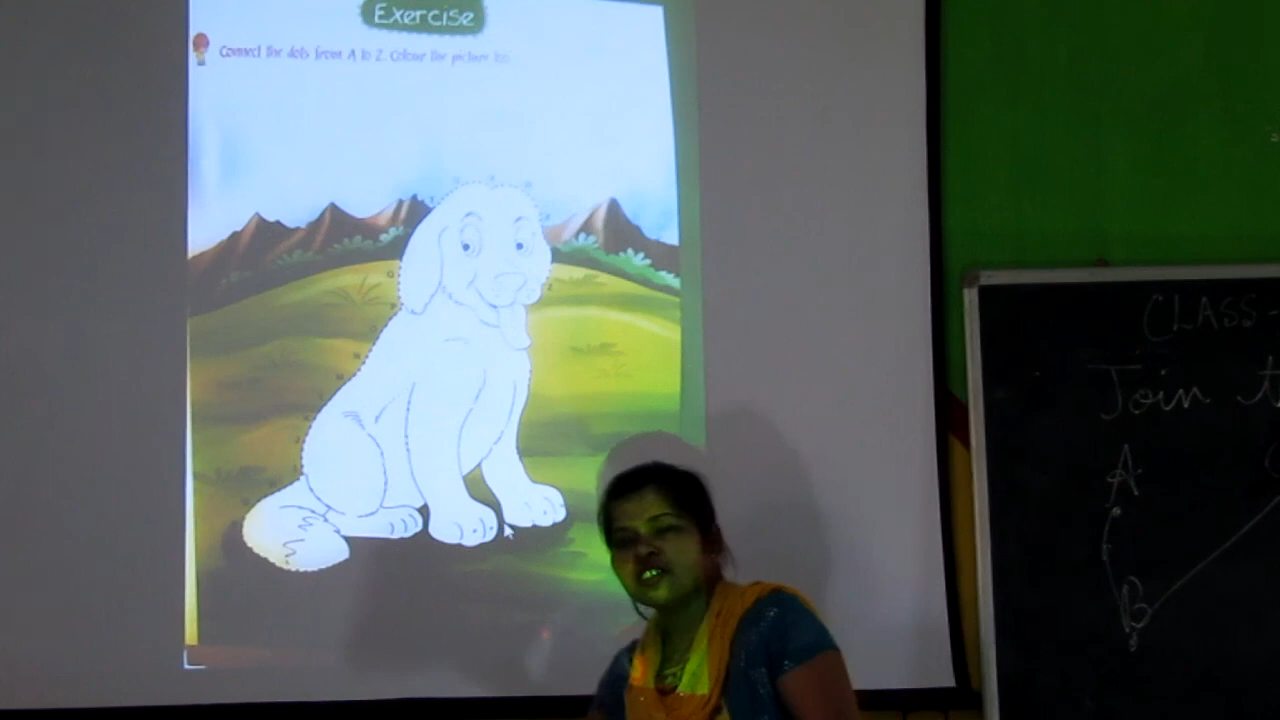 Exercise
Connect the dots from A to Z. Colour the picture too.
CLASS-
Join t
A
B